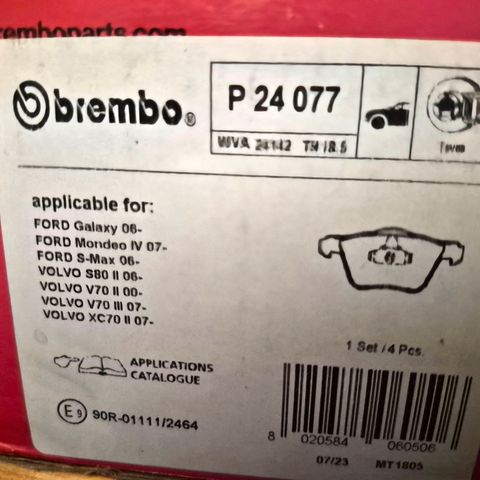 remboparts.com
brembo®
P 24 077
WVA 24142 TH 18.5
applicable for:
FORD Galaxy 06-
FORD Mondeo IV 07-
FORD S-Max 06-
VOLVO S80 II 06-
VOLVO V70 II 00-
VOLVO V70 III 07-
VOLVO XC70 II 07-
1 Set / 4 Pcs.
APPLICATIONS
CATALOGUE
E9 90R-01111/2464
8 020584 060506
07/23 MT1805